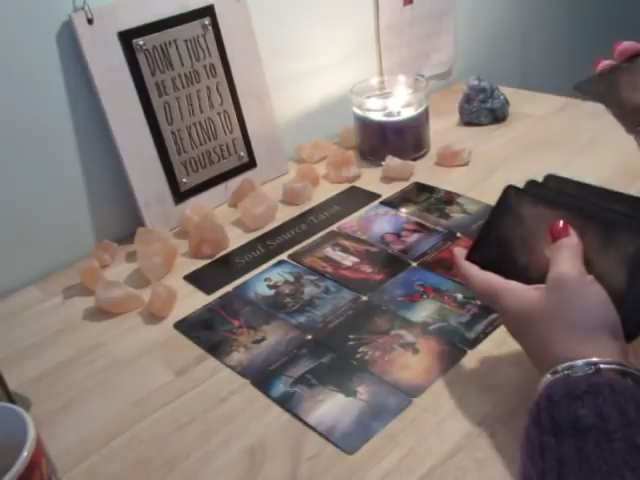 DON'T JUST
BE KIND TO
OTHERS
BE KIND TO
YOURSELF
Soul Source Tarot